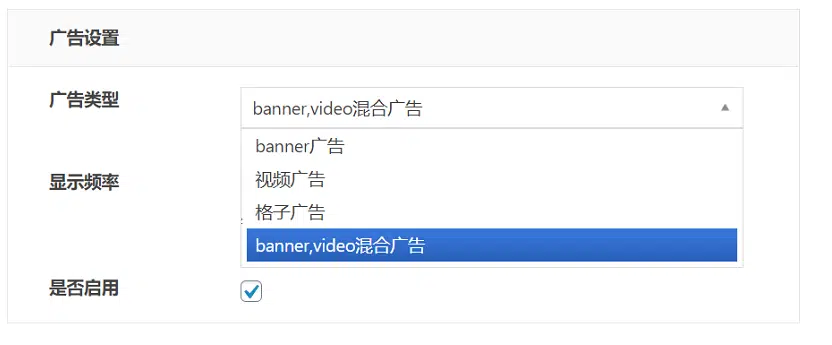 广告设置
广告类型
banner,video混合广告
banner广告
视频广告
显示频率
格子广告
banner,video混合广告
是否启用